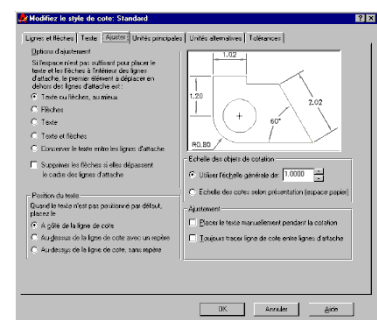 Modifiez le style de cote: Standard
Lignes et flèches
Texte
Ajuster
Unités principales
Unités alternatives
Tolérances
Options d'ajustement
Si l'espace n'est pas suffisant pour placer le
texte et les flèches à l'intérieur des lignes
d'attache, le premier élément à déplacer en
dehors des lignes d'attache est :
Texte ou flèches, au mieux
Flèches
Texte
Texte et flèches
Conserver le texte entre les lignes d'attache
Supprimer les flèches si elles dépassent
le cadre des lignes d'attache
Position du texte
Quand le texte n'est pas positionné par défaut,
placez-le
A côté de la ligne de cote
Au-dessus de la ligne de cote avec un repère
Au-dessus de la ligne de cote, sans repère
1.02
1.20
2.02
60°
R0.80
Echelle des objets de cotation
Utiliser l'échelle générale de:
1.0000
Echelle des cotes selon présentation (espace papier)
Ajustement
Placer le texte manuellement pendant la cotation
Toujours tracer ligne de cote entre lignes d'attache
OK
Annuler
Aide